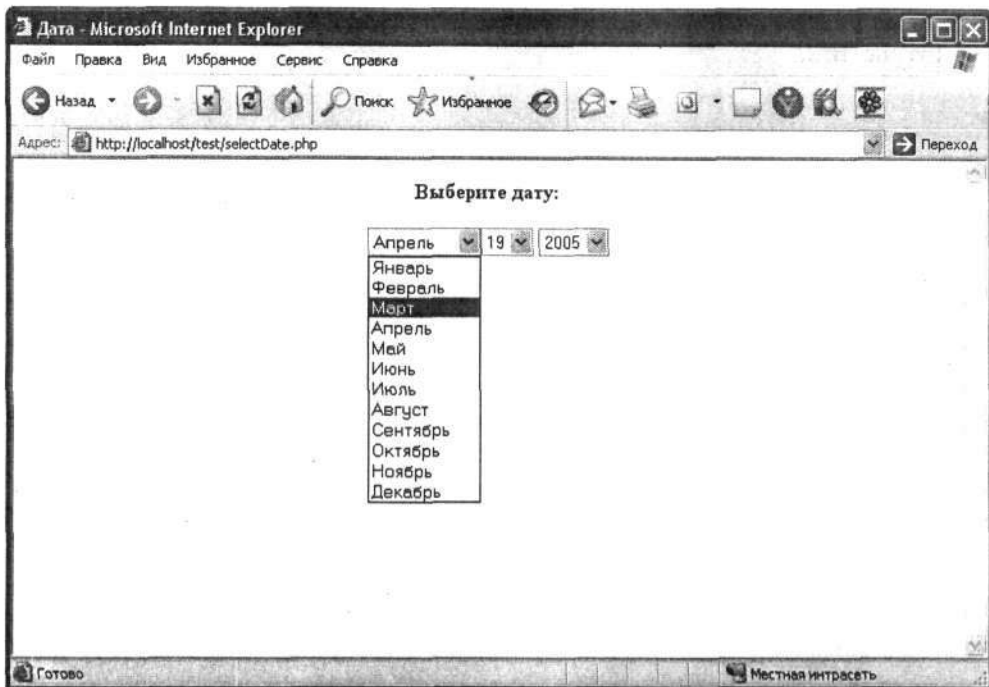 Дата - Microsoft Internet Explorer
Файл Правка Вид Избранное Сервис Справка
Назад Поиск Избранное
Адрес: http://localhost/test/selectDate.php Переход
Выберите дату:
Апрель 19 2005
Январь
Февраль
Март
Апрель
Май
Июнь
Июль
Август
Сентябрь
Октябрь
Ноябрь
Декабрь
Готово Местная интрасеть